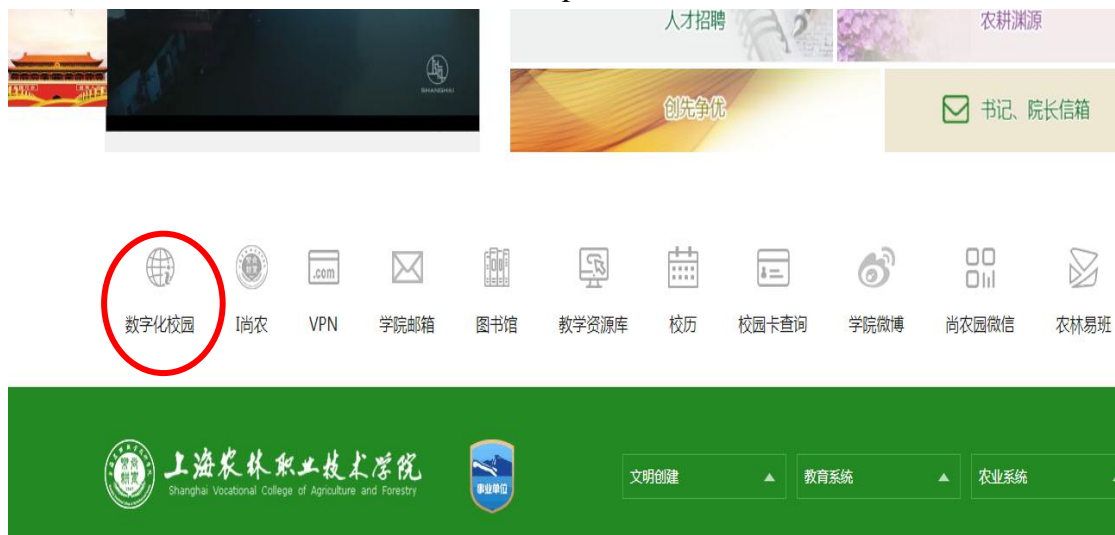 人才招聘
农耕渊源
SHANGHAI
创先争优
书记、院长信箱
.com
数字化校园
I尚农
VPN
学院邮箱
图书馆
教学资源库
校历
校园卡查询
学院微博
尚农园微信
农林易班
上海农林职业技术学院
Shanghai Vocational College of Agriculture and Forestry
事业单位
文明创建
教育系统
农业系统